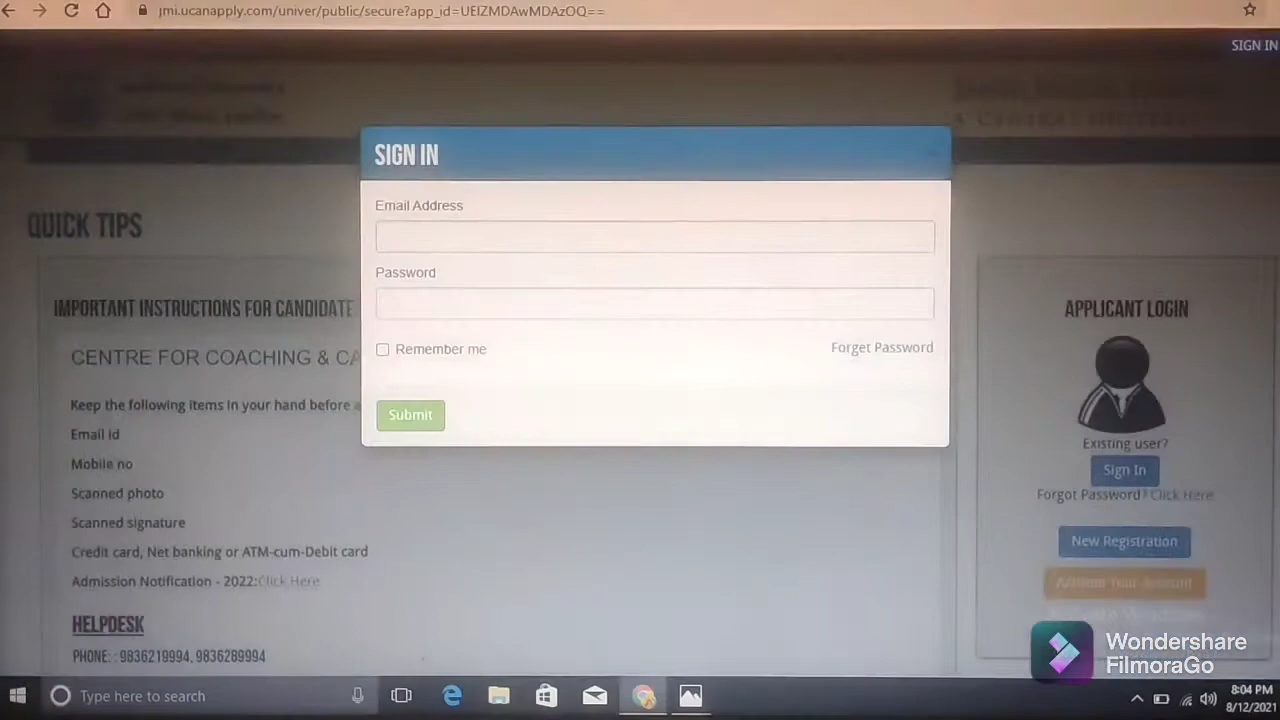 jmi.ucanapply.com/univer/public/secure?app_id=UElZMDAwMDAzOQ==
SIGN IN
SIGN IN
Email Address
Password
Remember me
Forget Password
Submit
QUICK TIPS
IMPORTANT INSTRUCTIONS FOR CANDIDATE
CENTRE FOR COACHING & CA
Keep the following items in your hand before a
Email id
Mobile no
Scanned photo
Scanned signature
Credit card, Net banking or ATM-cum-Debit card
Admission Notification - 2022:Click Here
HELPDESK
PHONE: : 9836219994, 9836289994
APPLICANT LOGIN
Existing user?
Sign In
Forgot Password? Click Here
New Registration
Activate Your Account
Wondershare
FilmoraGo
Type here to search
8:04 PM
8/12/2021